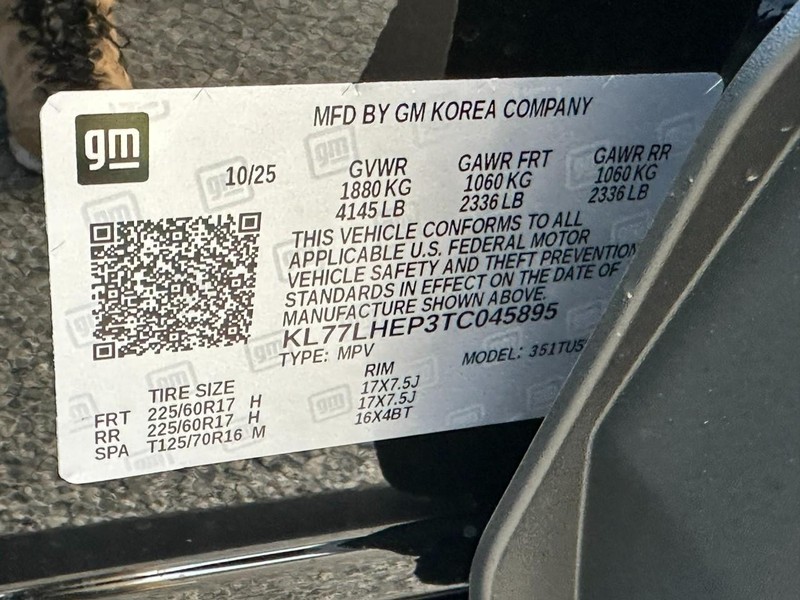 gm
MFD BY GM KOREA COMPANY
10/25
GVWR GAWR FRT GAWR RR
1880 KG 1060 KG 1060 KG
4145 LB 2336 LB 2336 LB
THIS VEHICLE CONFORMS TO ALL
APPLICABLE U.S. FEDERAL MOTOR
VEHICLE SAFETY AND THEFT PREVENTION
STANDARDS IN EFFECT ON THE DATE OF
MANUFACTURE SHOWN ABOVE.
KL77LHEP3TC045895
TYPE: MPV MODEL: 351TUS
TIRE SIZE RIM
FRT 225/60R17 H 17X7.5J
RR 225/60R17 H 17X7.5J
SPA T125/70R16 M 16X4BT